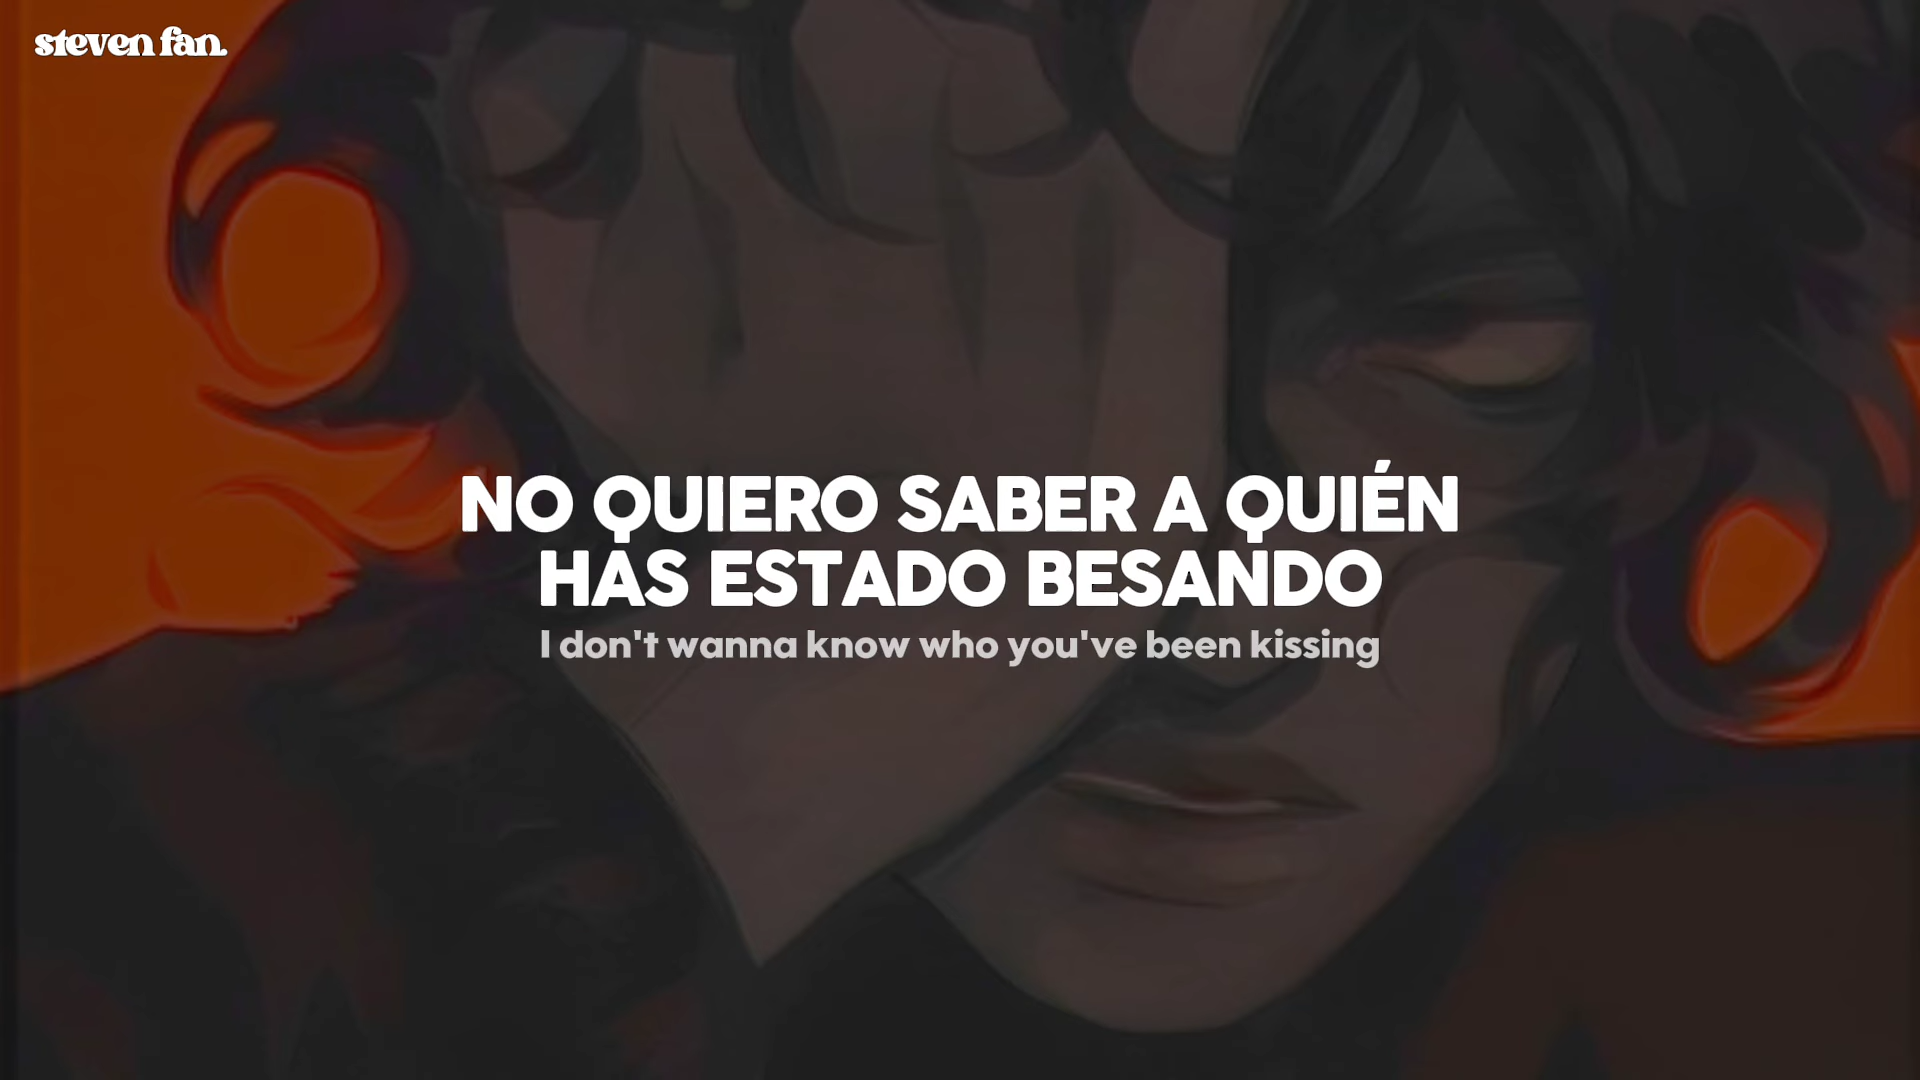 steven fan.
NO QUIERO SABER A QUIÉN
HAS ESTADO BESANDO
I don't wanna know who you've been kissing